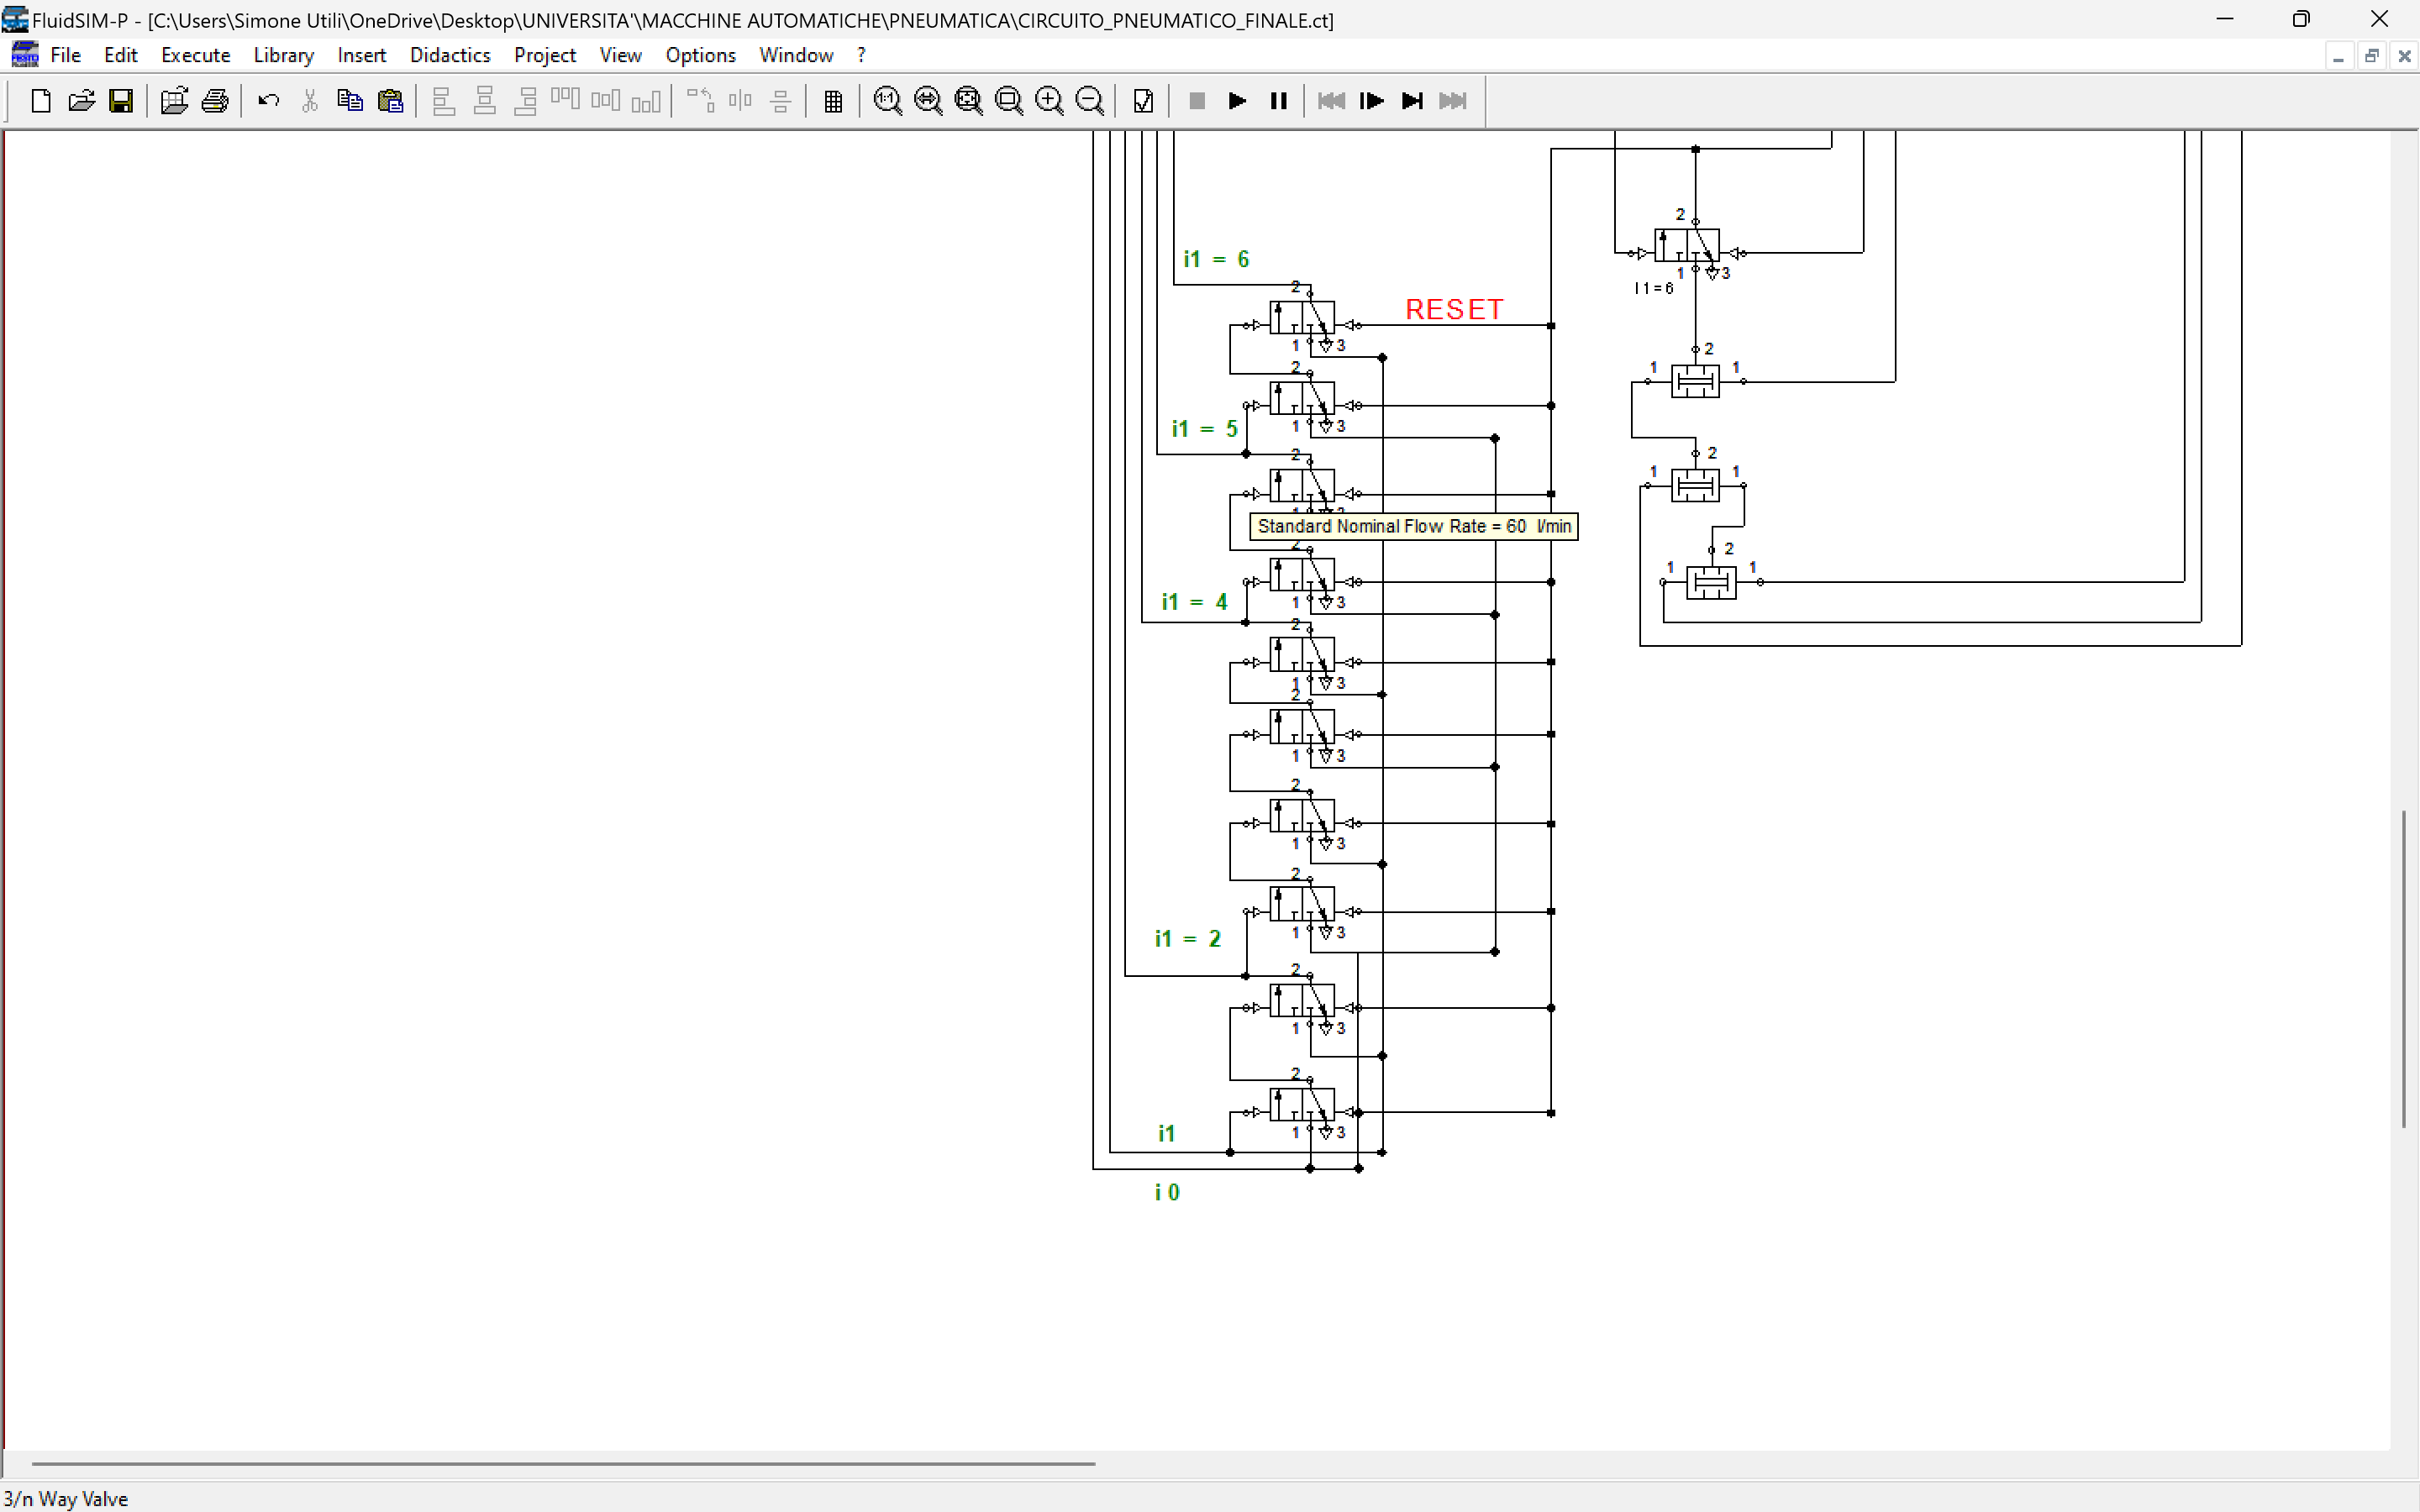 FluidSIM-P - [C:\Users\Simone Utili\OneDrive\Desktop\UNIVERSITA'\MACCHINE AUTOMATICHE\PNEUMATICA\CIRCUITO_PNEUMATICO_FINALE.ct]
File Edit Execute Library Insert Didactics Project View Options Window ?
1:1
2
i1 = 6
1 3
2
I 1 = 6
RESET
1 3
2
2
1 1
1 3
i1 = 5
2
2
1 1
Standard Nominal Flow Rate = 60 l/min
2
2
1 1
i1 = 4
1 3
2
1 3
2
1 3
2
1 3
2
1 3
i1 = 2
2
1 3
2
i1
1 3
i 0
3/n Way Valve